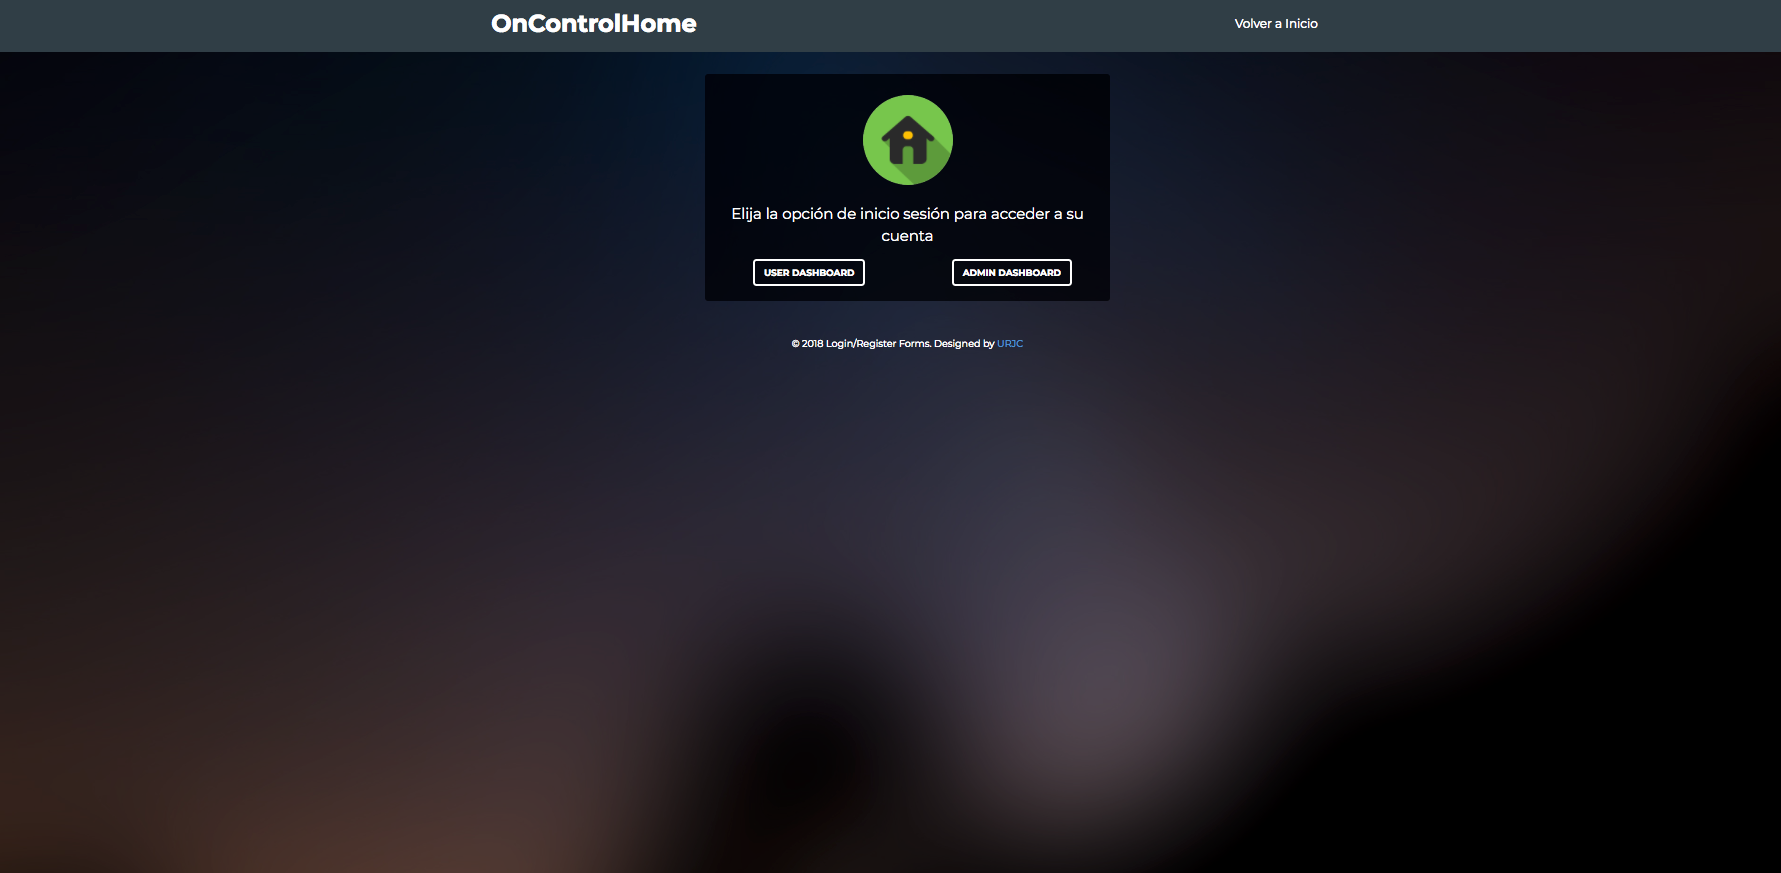 OnControlHome
Volver a Inicio
Elija la opción de inicio sesión para acceder a su
cuenta
USER DASHBOARD
ADMIN DASHBOARD
© 2018 Login/Register Forms. Designed by URJC